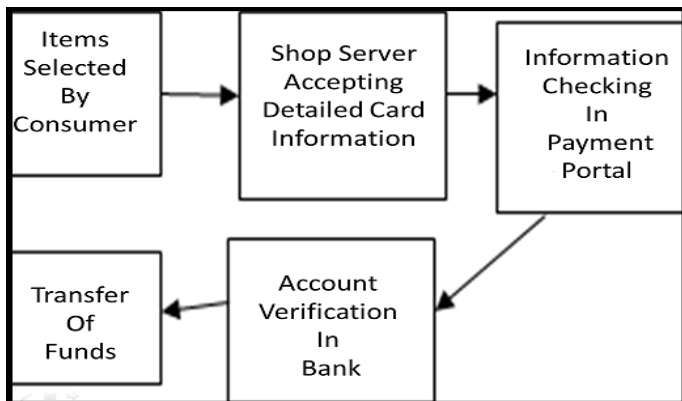 Items
Selected
By
Consumer
Shop Server
Accepting
Detailed Card
Information
Information
Checking
In
Payment
Portal
Account
Verification
In
Bank
Transfer
Of
Funds